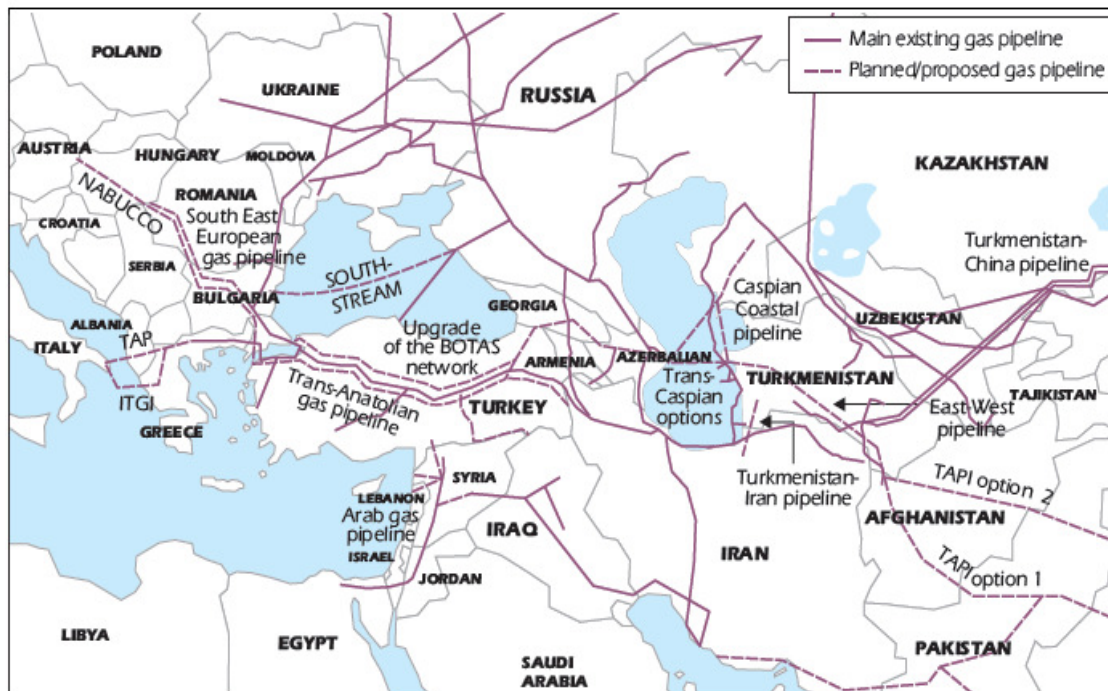 Main existing gas pipeline
Planned/proposed gas pipeline
POLAND
UKRAINE
RUSSIA
KAZAKHSTAN
AUSTRIA
HUNGARY
MOLDOVA
NABUCCO
ROMANIA
CROATIA
South East
European
gas pipeline
SERBIA
BULGARIA
SOUTH-
STREAM
GEORGIA
Caspian
Coastal
pipeline
Turkmenistan-
China pipeline
UZBEKISTAN
ITALY
ALBANIA
TAP
ITGI
GREECE
Upgrade
of the BOTAS
network
ARMENIA
AZERBALIAN
Trans-
Caspian
options
TURKMENISTAN
TAJIKISTAN
Trans-Anatolian
gas pipeline
TURKEY
East-West
pipeline
Turkmenistan-
Iran pipeline
TAPI option 2
SYRIA
LEBANON
Arab gas
pipeline
ISRAEL
IRAQ
IRAN
AFGHANISTAN
JORDAN
TAPI option 1
LIBYA
EGYPT
SAUDI
ARABIA
PAKISTAN